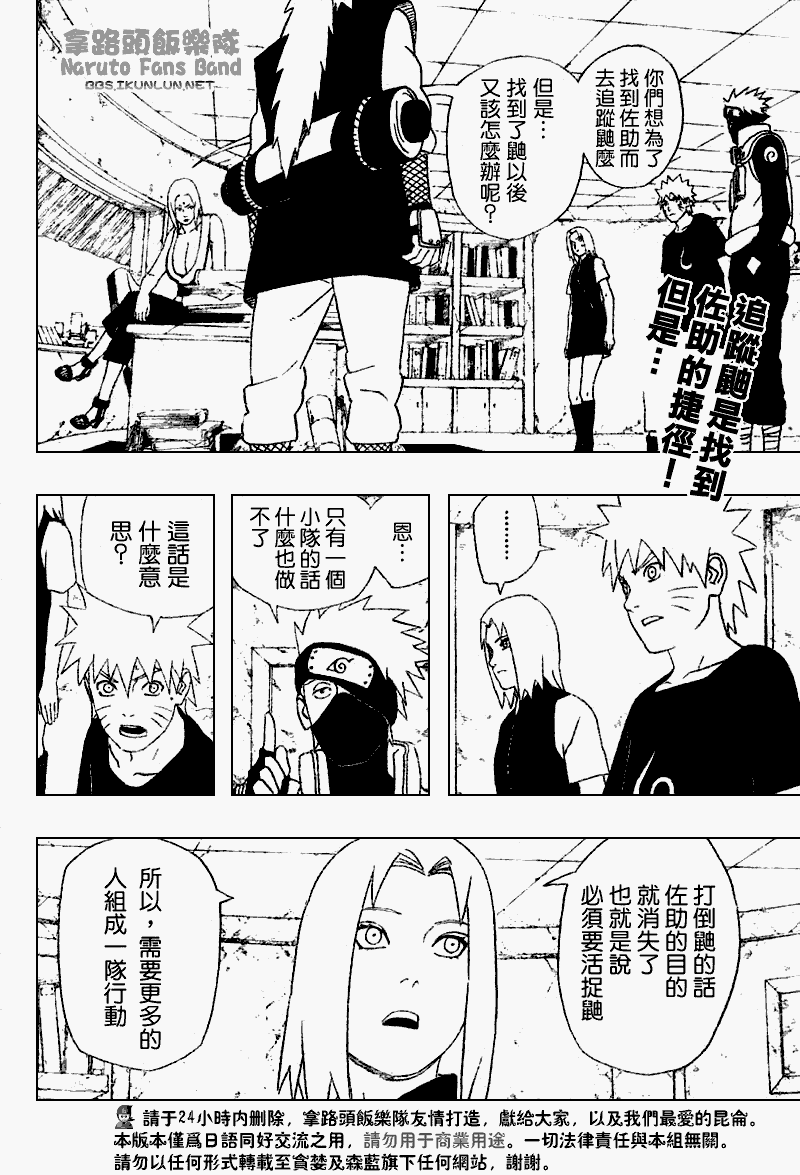 拿路頭飯樂隊
Naruto Fans Band
BBS.IKUNLUN.NET
你們想為了
找到佐助而
去追蹤鼬麼
但是…
找到了鼬以後
又該怎麼辦呢？
追蹤鼬是找到
佐助的捷徑！
但是…
………
恩…
只有一個
小隊的話
什麼也做
不了
這話是
什麼意
思？
打倒鼬的話
佐助的目的
就消失了
也就是說
必須要活捉鼬
所以，需要更多的
人組成一隊行動
請于24小時内刪除，拿路頭飯樂隊友情打造，獻給大家，以及我們最愛的昆侖。
本版本僅爲日語同好交流之用，請勿用于商業用途。一切法律責任與本組無關。
請勿以任何形式轉載至貪婪及森藍旗下任何網站，謝謝。